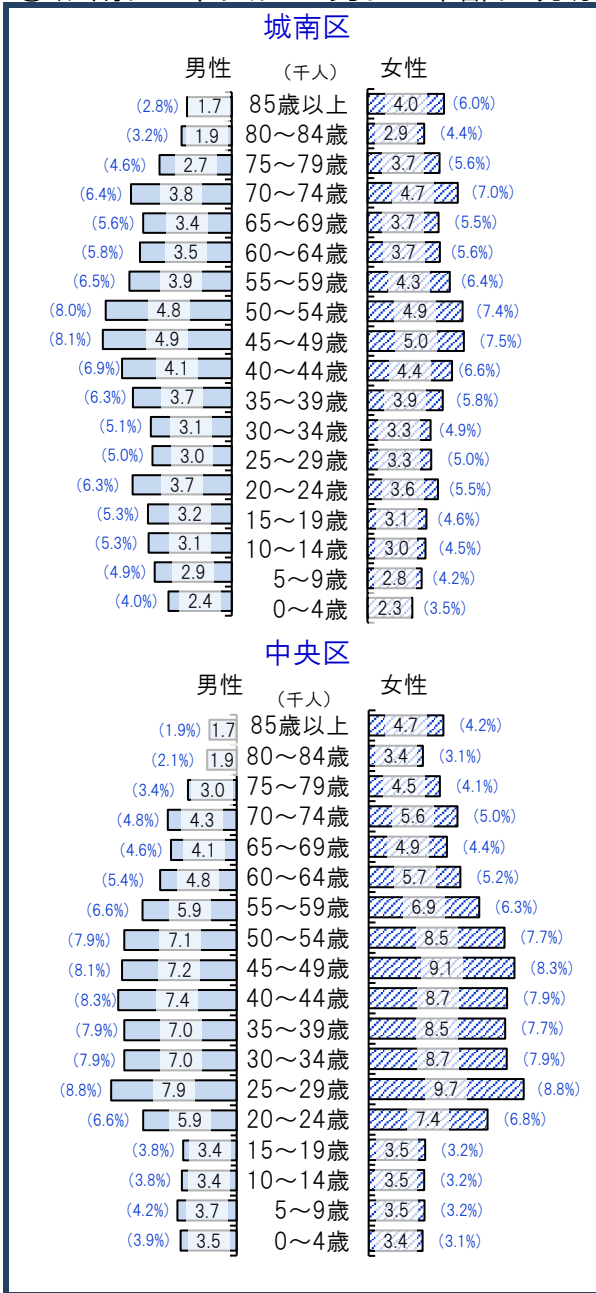 城南区
男性 (千人) 女性
(2.8%) 1.7 85歳以上 4.0 (6.0%)
(3.2%) 1.9 80～84歳 2.9 (4.4%)
(4.6%) 2.7 75～79歳 3.7 (5.6%)
(6.4%) 3.8 70～74歳 4.7 (7.0%)
(5.6%) 3.4 65～69歳 3.7 (5.5%)
(5.8%) 3.5 60～64歳 3.7 (5.6%)
(6.5%) 3.9 55～59歳 4.3 (6.4%)
(8.0%) 4.8 50～54歳 4.9 (7.4%)
(8.1%) 4.9 45～49歳 5.0 (7.5%)
(6.9%) 4.1 40～44歳 4.4 (6.6%)
(6.3%) 3.7 35～39歳 3.9 (5.8%)
(5.1%) 3.1 30～34歳 3.3 (4.9%)
(5.0%) 3.0 25～29歳 3.3 (5.0%)
(6.3%) 3.7 20～24歳 3.6 (5.5%)
(5.3%) 3.2 15～19歳 3.1 (4.6%)
(5.3%) 3.1 10～14歳 3.0 (4.5%)
(4.9%) 2.9 5～9歳 2.8 (4.2%)
(4.0%) 2.4 0～4歳 2.3 (3.5%)
中央区
男性 (千人) 女性
(1.9%) 1.7 85歳以上 4.7 (4.2%)
(2.1%) 1.9 80～84歳 3.4 (3.1%)
(3.4%) 3.0 75～79歳 4.5 (4.1%)
(4.8%) 4.3 70～74歳 5.6 (5.0%)
(4.6%) 4.1 65～69歳 4.9 (4.4%)
(5.4%) 4.8 60～64歳 5.7 (5.2%)
(6.6%) 5.9 55～59歳 6.9 (6.3%)
(7.9%) 7.1 50～54歳 8.5 (7.7%)
(8.1%) 7.2 45～49歳 9.1 (8.3%)
(8.3%) 7.4 40～44歳 8.7 (7.9%)
(7.9%) 7.0 35～39歳 8.5 (7.7%)
(7.9%) 7.0 30～34歳 8.7 (7.9%)
(8.8%) 7.9 25～29歳 9.7 (8.8%)
(6.6%) 5.9 20～24歳 7.4 (6.8%)
(3.8%) 3.4 15～19歳 3.5 (3.2%)
(3.8%) 3.4 10～14歳 3.5 (3.2%)
(4.2%) 3.7 5～9歳 3.5 (3.2%)
(3.9%) 3.5 0～4歳 3.4 (3.1%)